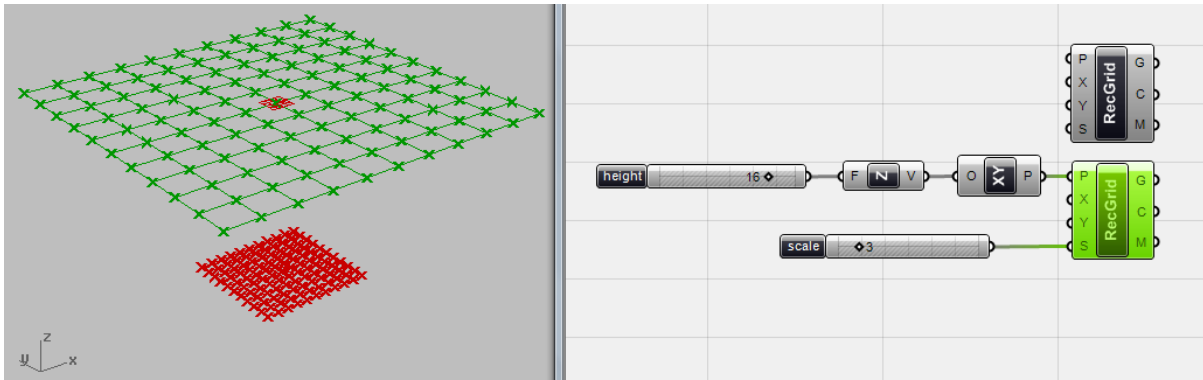 P
X
Y
S
RecGrid
G
C
M
height
16
F
Z
V
O
XY
P
P
X
Y
S
RecGrid
G
C
M
scale
3
z
y
x